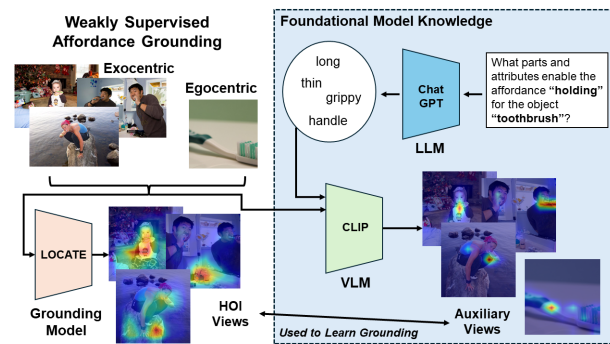 Weakly Supervised
Affordance Grounding
Exocentric
Egocentric
LOCATE
Grounding
Model
HOI
Views
Foundational Model Knowledge
long
thin
grippy
handle
Chat
GPT
LLM
What parts and
attributes enable the
affordance “holding”
for the object
“toothbrush”?
CLIP
VLM
Auxiliary
Views
Used to Learn Grounding